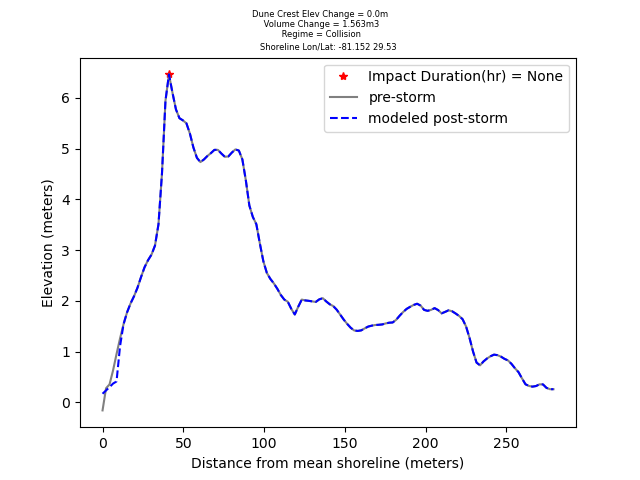 Dune Crest Elev Change = 0.0m
Volume Change = 1.563m3
Regime = Collision
Shoreline Lon/Lat: -81.152 29.53
Impact Duration(hr) = None
pre-storm
modeled post-storm
Elevation (meters)
6
5
4
3
2
1
0
0 50 100 150 200 250
Distance from mean shoreline (meters)